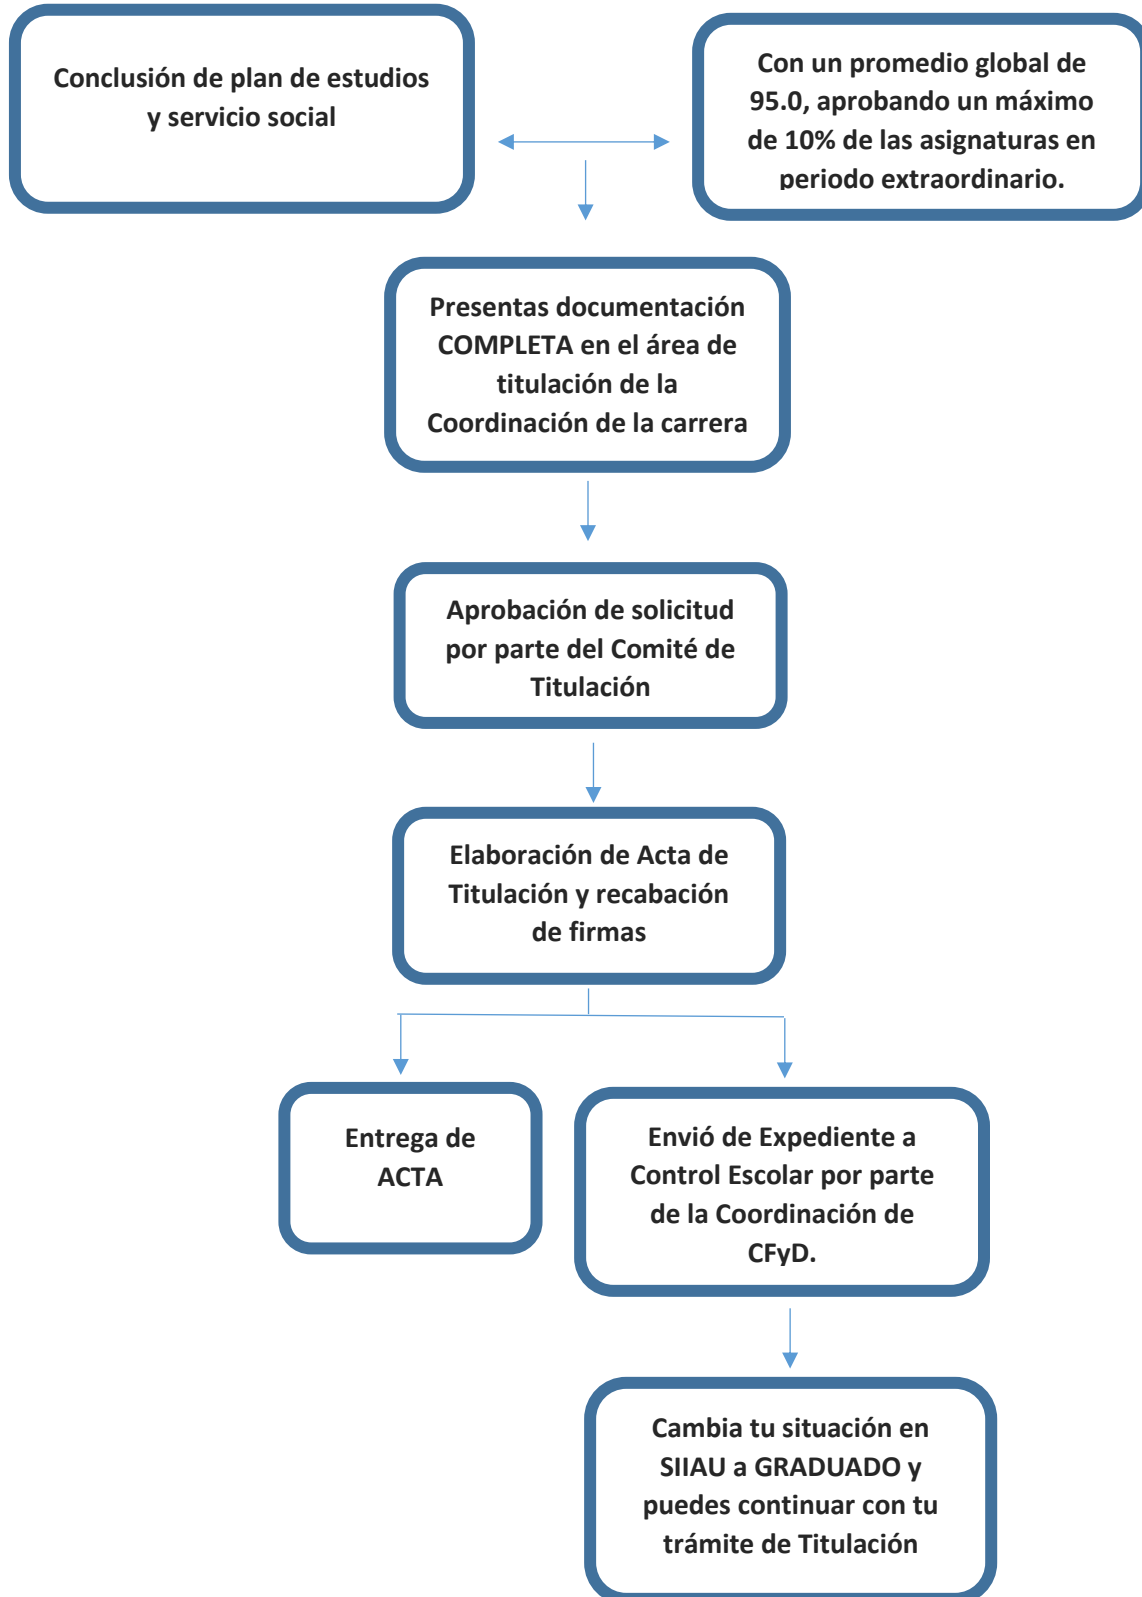 Conclusión de plan de estudios
y servicio social
Con un promedio global de
95.0, aprobando un máximo
de 10% de las asignaturas en
periodo extraordinario.
Presentas documentación
COMPLETA en el área de
titulación de la
Coordinación de la carrera
Aprobación de solicitud
por parte del Comité de
Titulación
Elaboración de Acta de
Titulación y recabación
de firmas
Entrega de
ACTA
Envió de Expediente a
Control Escolar por parte
de la Coordinación de
CFyD.
Cambia tu situación en
SIIAU a GRADUADO y
puedes continuar con tu
trámite de Titulación